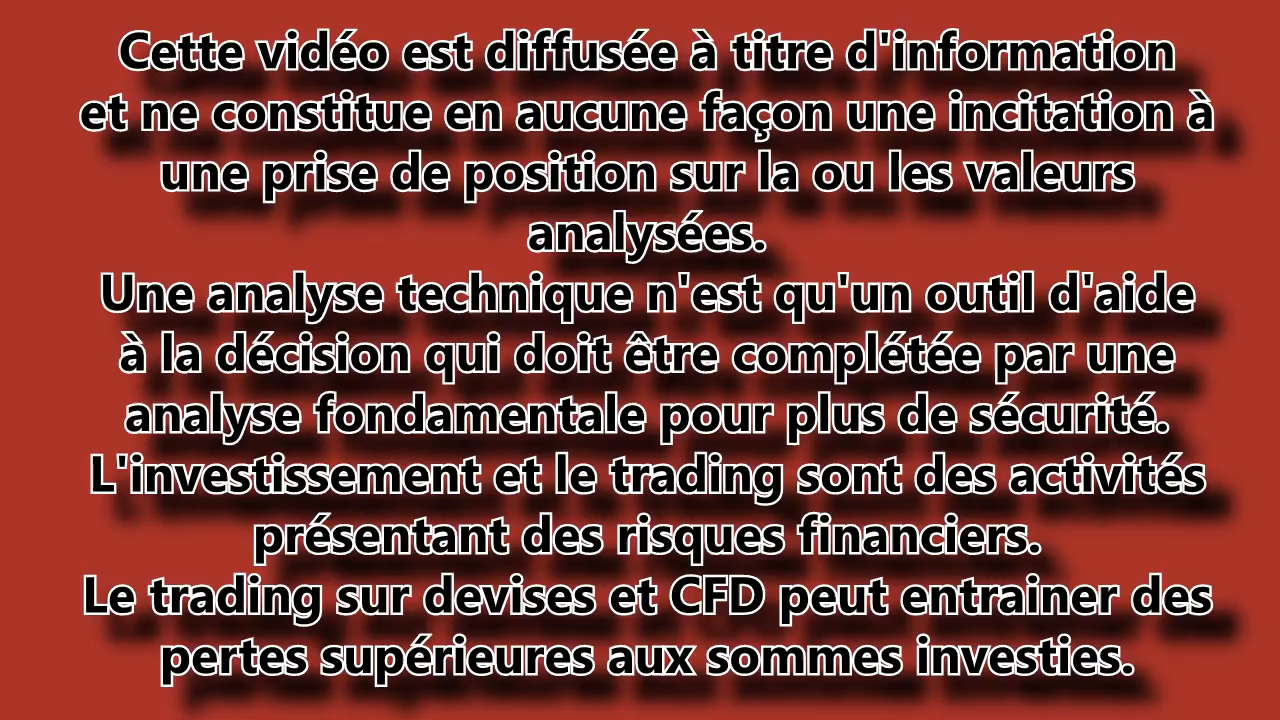 Cette vidéo est diffusée à titre d'information
et ne constitue en aucune façon une incitation à
une prise de position sur la ou les valeurs
analysées.
Une analyse technique n'est qu'un outil d'aide
à la décision qui doit être complétée par une
analyse fondamentale pour plus de sécurité.
L'investissement et le trading sont des activités
présentant des risques financiers.
Le trading sur devises et CFD peut entrainer des
pertes supérieures aux sommes investies.